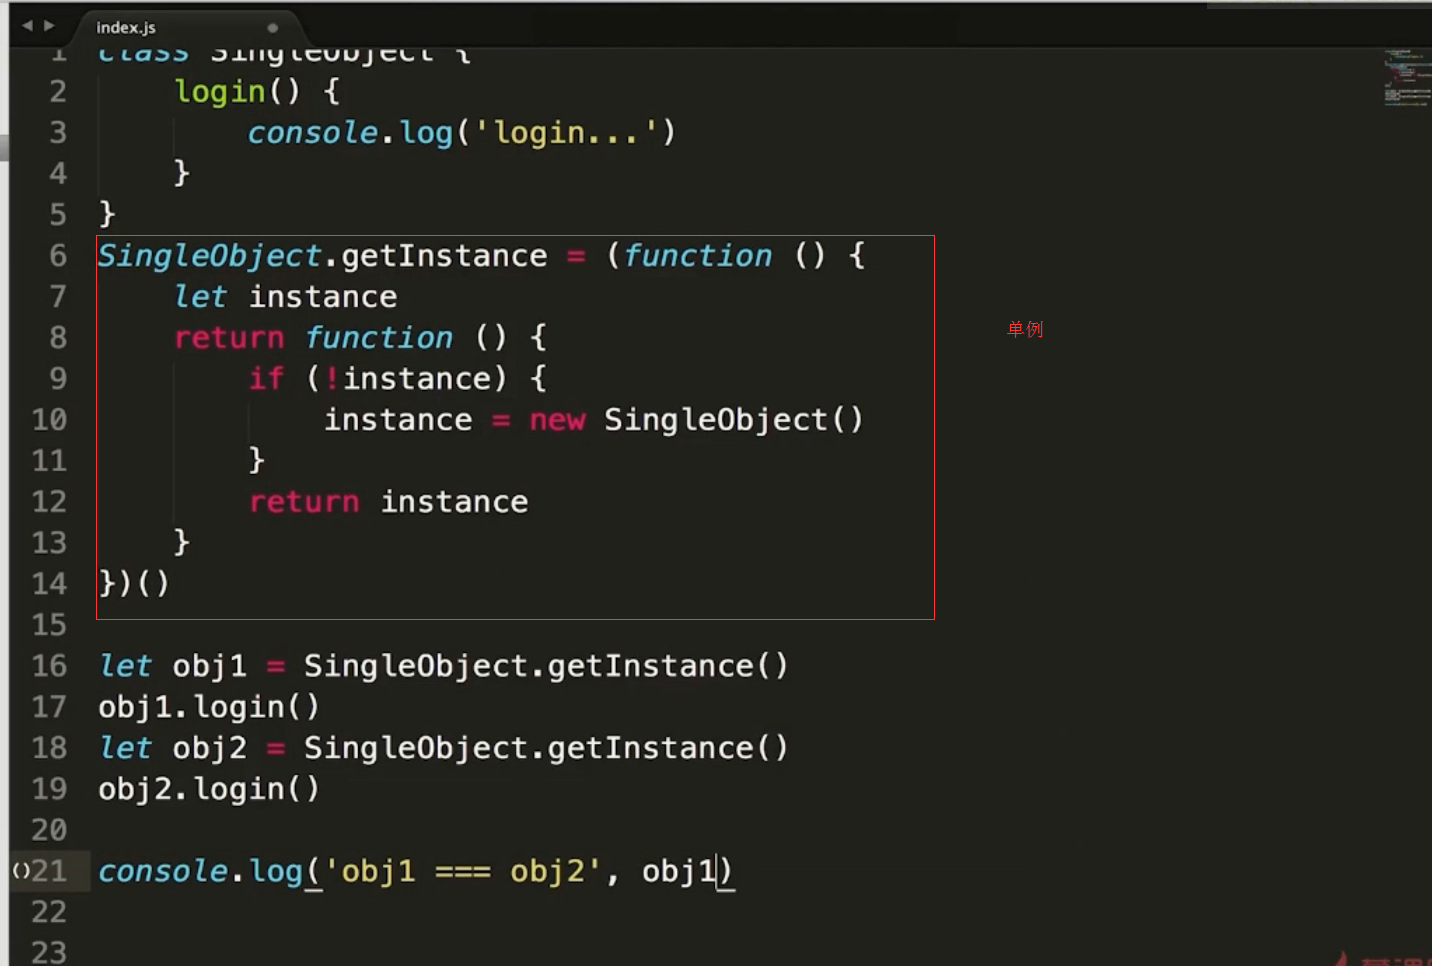 index.js
1 class SingleObject {
2 login() {
3 console.log('login...')
4 }
5 }
6 SingleObject.getInstance = (function () {
7 let instance
8 return function () {
9 if (!instance) {
10 instance = new SingleObject()
11 }
12 return instance
13 }
14 })()
15
16 let obj1 = SingleObject.getInstance()
17 obj1.login()
18 let obj2 = SingleObject.getInstance()
19 obj2.login()
20
()21 console.log('obj1 === obj2', obj1)
22
23
单例